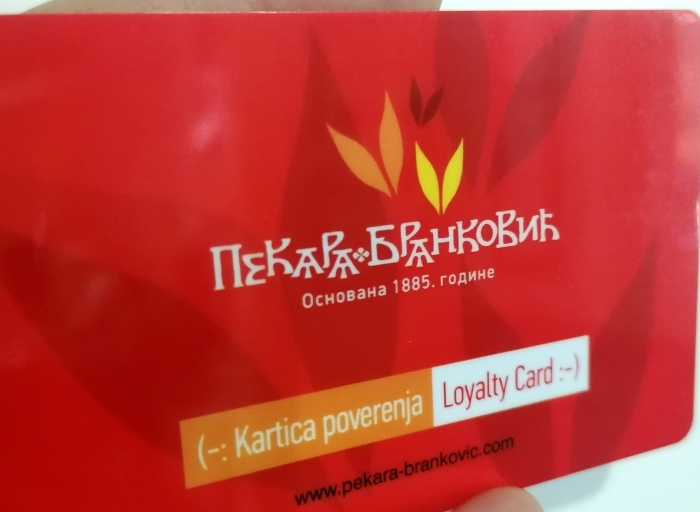 ПЕКАРА БРАНКОВИЋ
Основана 1885. године
(-: Kartica poverenja Loyalty Card :-)
www.pekara-brankovic.com